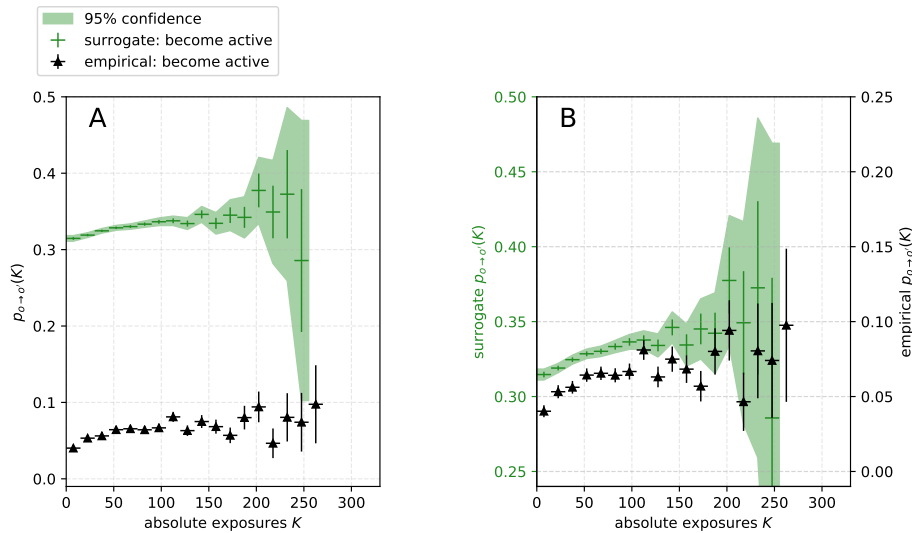 95% confidence
surrogate: become active
empirical: become active
A
0.5
0.4
0.3
0.2
0.1
0.0
p_{o→o'}(K)
0 50 100 150 200 250 300
absolute exposures K
B
0.50
0.45
0.40
0.35
0.30
0.25
surrogate p_{o→o'}(K)
0.25
0.20
0.15
0.10
0.05
0.00
empirical p_{o→o'}(K)
0 50 100 150 200 250 300
absolute exposures K